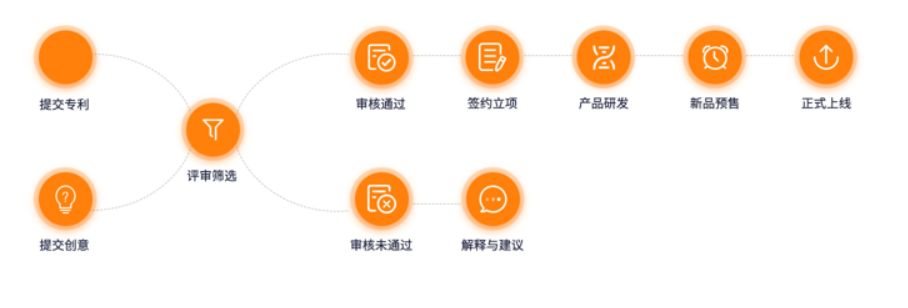 提交专利
审核通过
签约立项
产品研发
新品预售
正式上线
评审筛选
提交创意
审核未通过
解释与建议